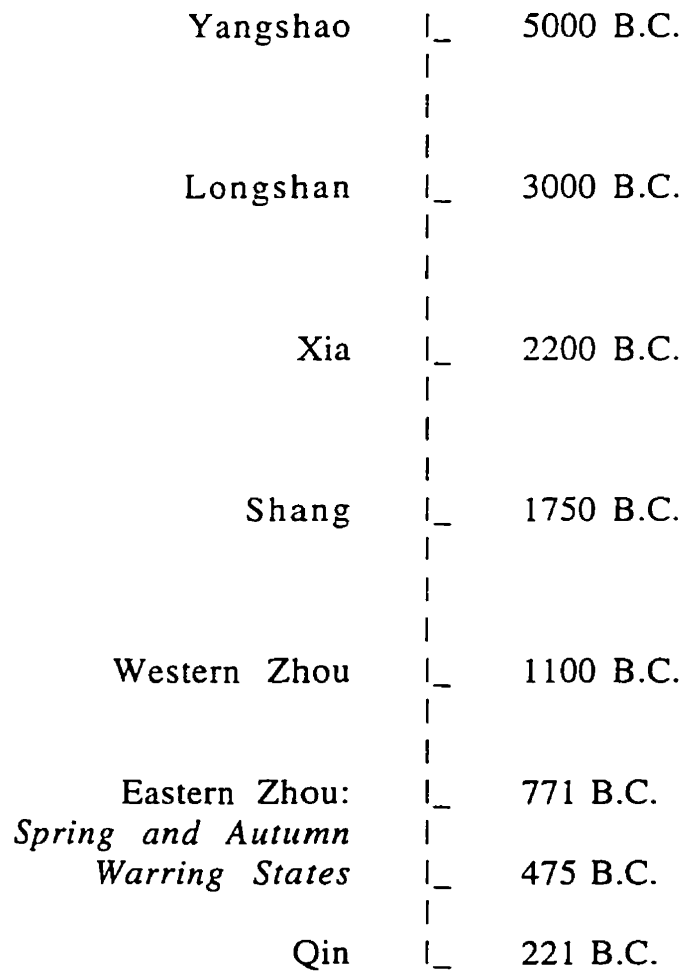 Yangshao |_ 5000 B.C.
Longshan |_ 3000 B.C.
Xia |_ 2200 B.C.
Shang |_ 1750 B.C.
Western Zhou |_ 1100 B.C.
Eastern Zhou: |_ 771 B.C.
Spring and Autumn |
Warring States |_ 475 B.C.
Qin |_ 221 B.C.